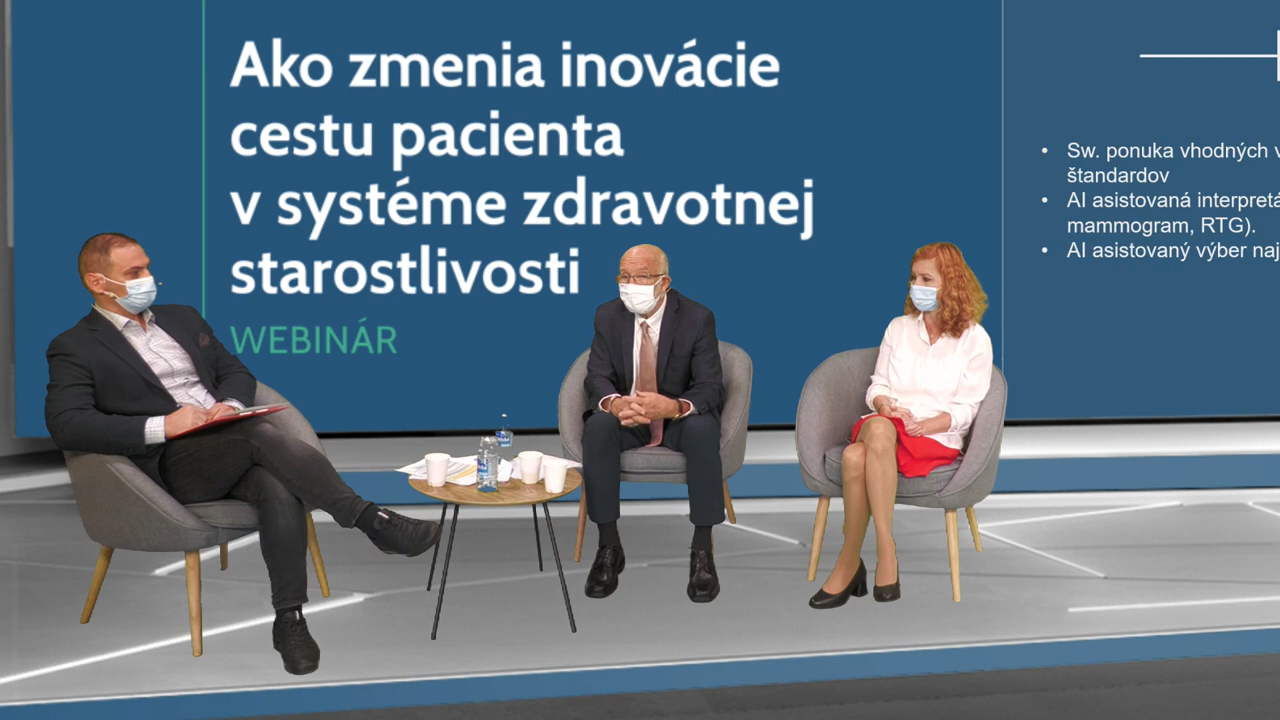 Ako zmenia inovácie
cestu pacienta
v systéme zdravotnej
starostlivosti
WEBINÁR
• Sw. ponuka vhodných
štandardov
• AI asistovaná
mammogram, RTG).
• AI asistovaný výber